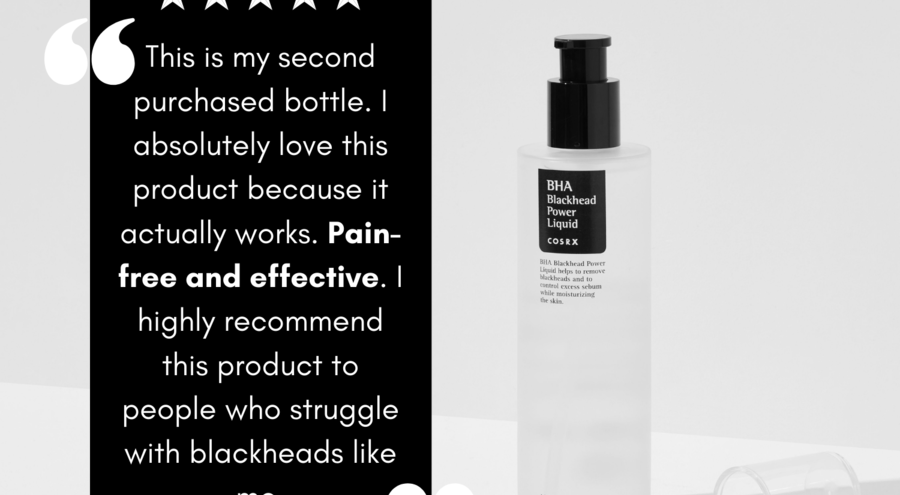 This is my second
purchased bottle. I
absolutely love this
product because it
actually works. Pain-
free and effective. I
highly recommend
this product to
people who struggle
with blackheads like
me
BHA
Blackhead
Power
Liquid
COSRX
BHA Blackhead Power
Liquid helps to remove
blackheads and to
control excess sebum
while moisturizing
the skin.